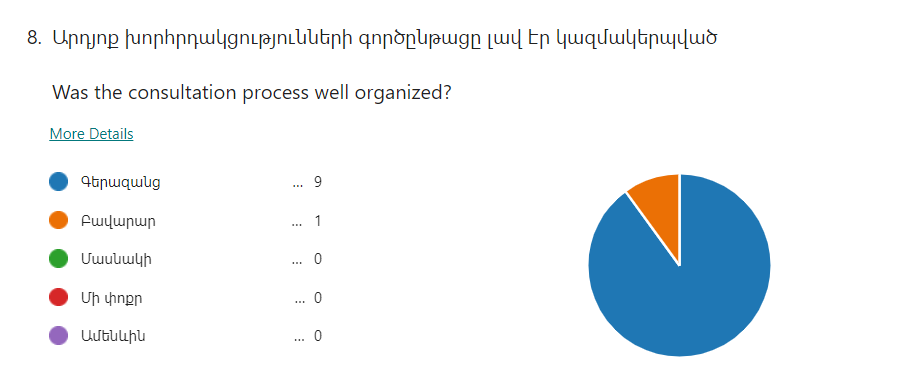 8. Արդյոք խորհրդակցությունների գործընթացը լավ էր կազմակերպված
Was the consultation process well organized?
More Details
Գերազանց ... 9
Բավարար ... 1
Մասնակի ... 0
Մի փոքր ... 0
Ամենևին ... 0